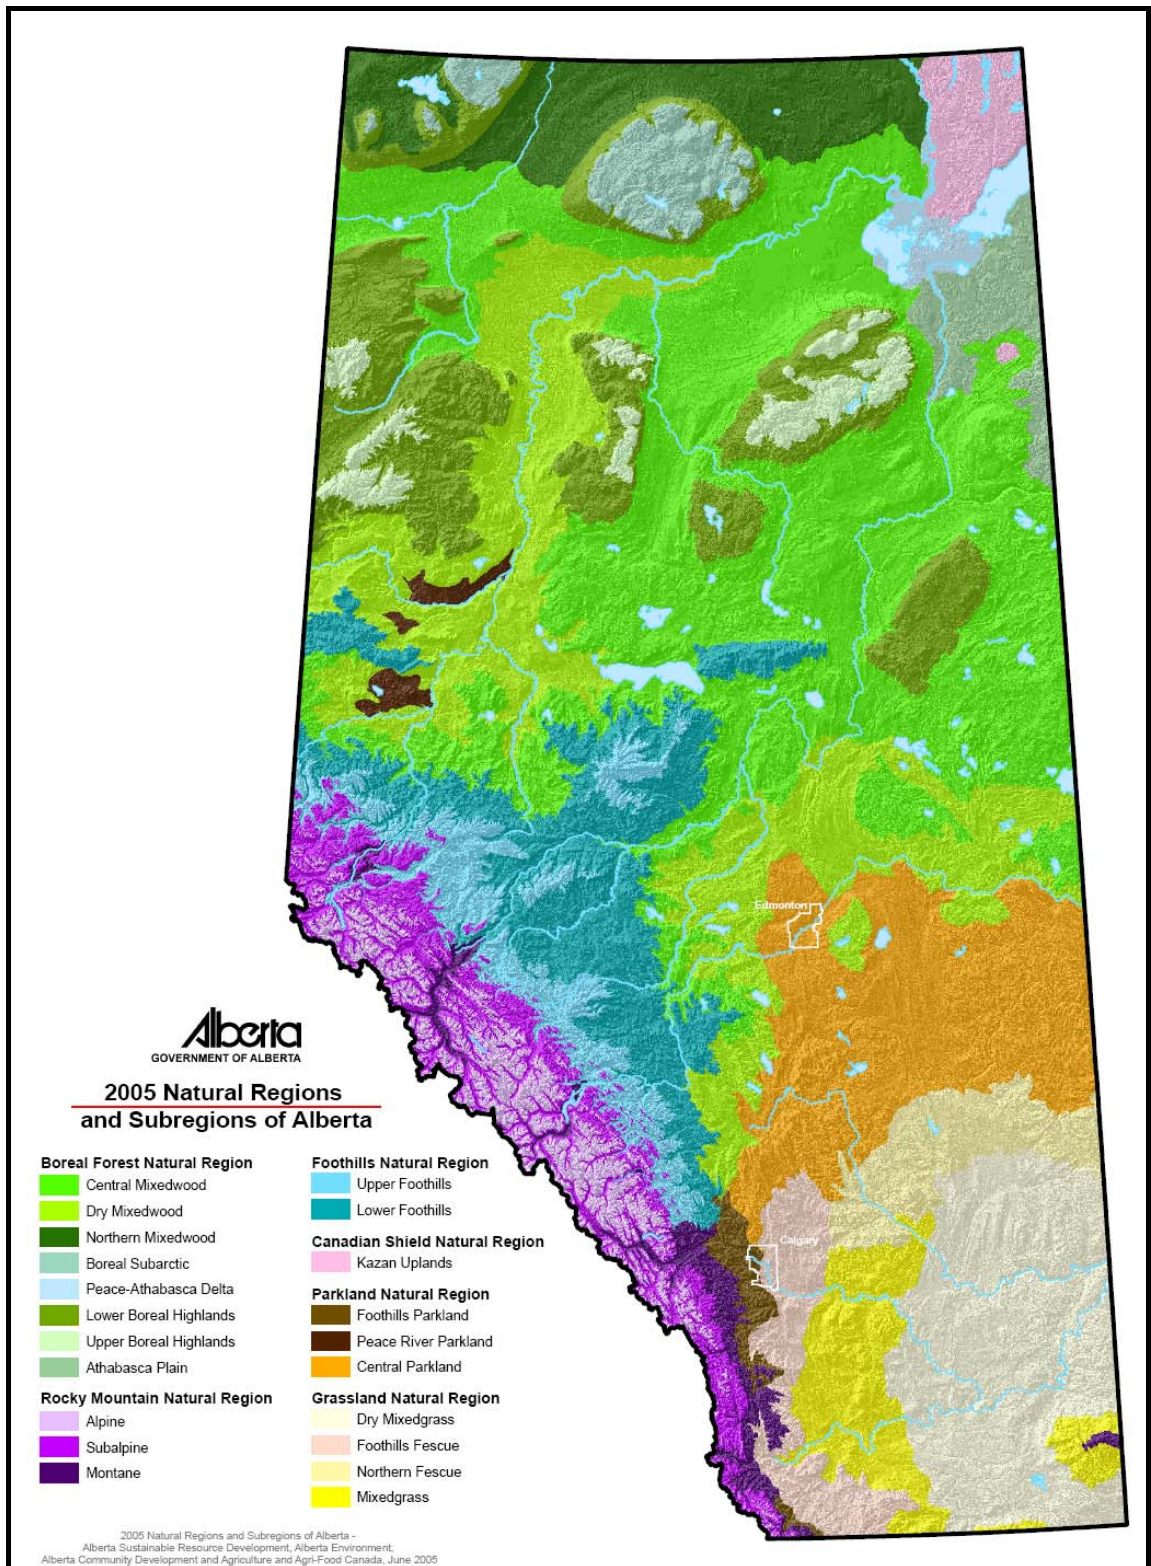 Edmonton
Calgary
Alberta
GOVERNMENT OF ALBERTA
2005 Natural Regions
and Subregions of Alberta
Boreal Forest Natural Region
Central Mixedwood
Dry Mixedwood
Northern Mixedwood
Boreal Subarctic
Peace-Athabasca Delta
Lower Boreal Highlands
Upper Boreal Highlands
Athabasca Plain
Rocky Mountain Natural Region
Alpine
Subalpine
Montane
Foothills Natural Region
Upper Foothills
Lower Foothills
Canadian Shield Natural Region
Kazan Uplands
Parkland Natural Region
Foothills Parkland
Peace River Parkland
Central Parkland
Grassland Natural Region
Dry Mixedgrass
Foothills Fescue
Northern Fescue
Mixedgrass
2005 Natural Regions and Subregions of Alberta -
Alberta Sustainable Resource Development, Alberta Environment,
Alberta Community Development and Agriculture and Agri-Food Canada, June 2005